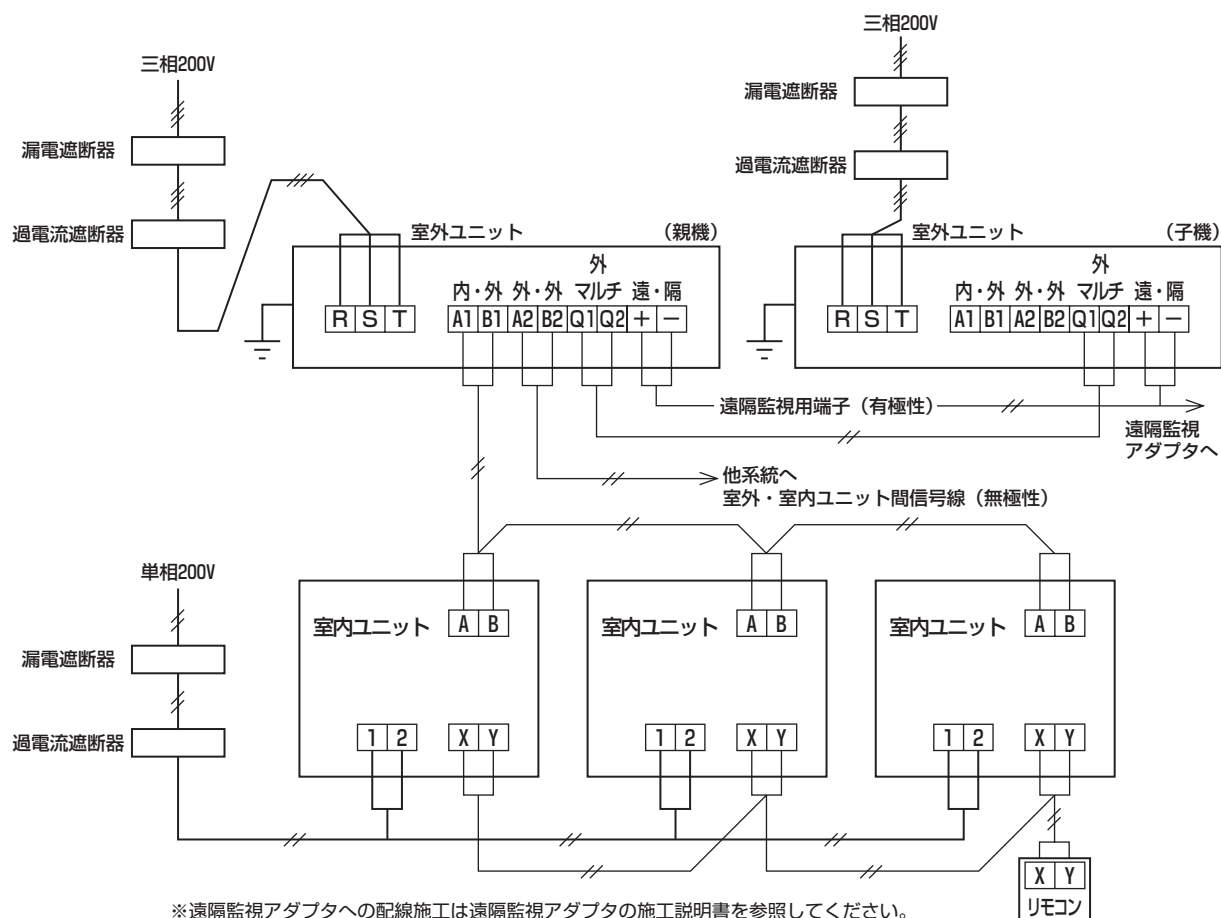 三相200V
三相200V
漏電遮断器
漏電遮断器
過電流遮断器
過電流遮断器
室外ユニット (親機)
室外ユニット (子機)
外
内・外 外・外 マルチ 遠・隔
R S T A1 B1 A2 B2 Q1 Q2 + −
外
内・外 外・外 マルチ 遠・隔
R S T A1 B1 A2 B2 Q1 Q2 + −
遠隔監視用端子（有極性）
遠隔監視
アダプタへ
他系統へ
室外・室内ユニット間信号線（無極性）
単相200V
漏電遮断器
過電流遮断器
室内ユニット A B
1 2 X Y
室内ユニット A B
1 2 X Y
室内ユニット A B
1 2 X Y
X Y
リモコン
※遠隔監視アダプタへの配線施工は遠隔監視アダプタの施工説明書を参照してください。